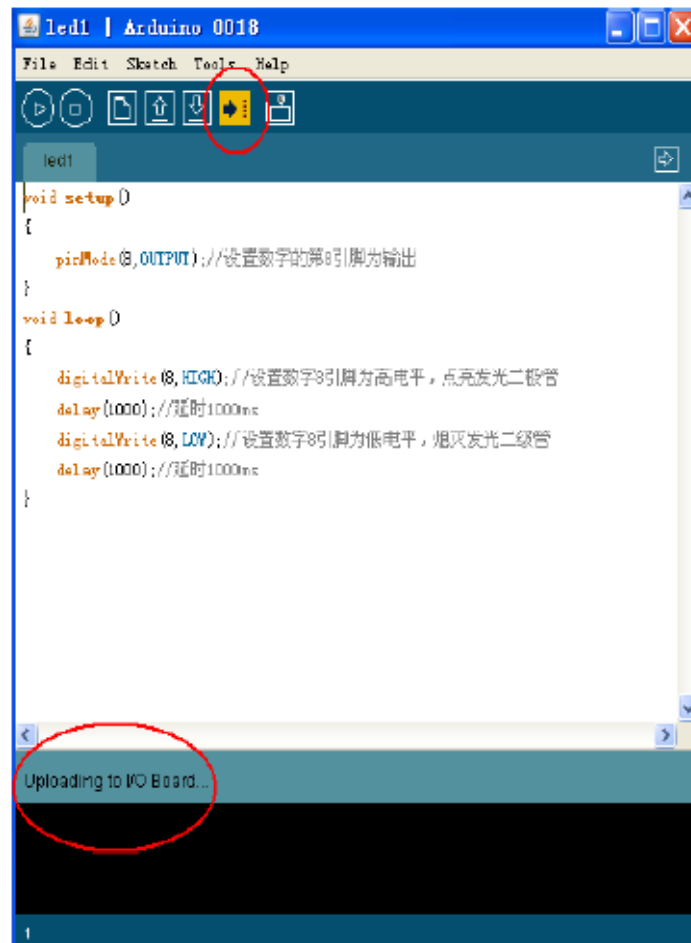 led1 | Arduino 0018
File Edit Sketch Tools Help
led1
void setup()
{
pinMode(8,OUTPUT);//设置数字的第8引脚为输出
}
void loop()
{
digitalWrite(8,HIGH);//设置数字8引脚为高电平，点亮发光二极管
delay(1000);//延时1000ms
digitalWrite(8,LOW);//设置数字8引脚为低电平，熄灭发光二级管
delay(1000);//延时1000ms
}
Uploading to I/O Board...
1